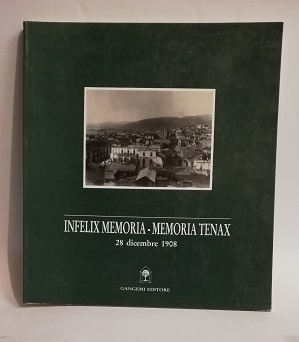 INFELIX MEMORIA - MEMORIA TENAX
28 dicembre 1908
GANGEMI EDITORE